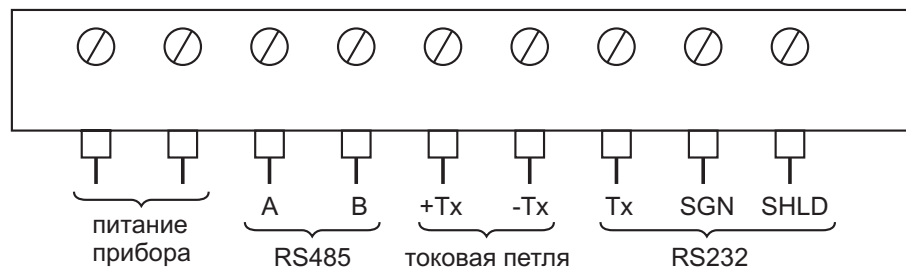 A B +Tx -Tx Tx SGN SHLD
питание
прибора
RS485 токовая петля RS232